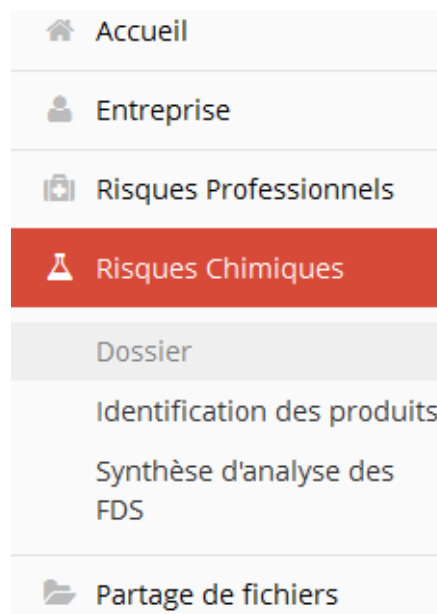 Accueil
Entreprise
Risques Professionnels
Risques Chimiques
Dossier
Identification des produits
Synthèse d'analyse des
FDS
Partage de fichiers